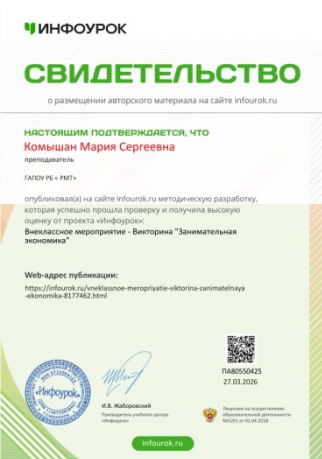 ИНФОУРОК
СВИДЕТЕЛЬСТВО
о размещении авторского материала на сайте infourok.ru
НАСТОЯЩИМ ПОДТВЕРЖДАЕТСЯ, ЧТО
Комышан Мария Сергеевна
преподаватель
ГАПОУ РБ « РМТ»
опубликовал(а) на сайте infourok.ru методическую разработку,
которая успешно прошла проверку и получила высокую
оценку от проекта «Инфоурок»:
Внеклассное мероприятие - Викторина "Занимательная
экономика"
Web-адрес публикации:
https://infourok.ru/vneklassnoe-meropriyatie-viktorina-zanimatelnaya
-ekonomika-8177462.html
ПА80550425
27.03.2026
«Инфоурок»
И.В. Жаборовский
Руководитель учебного центра
«Инфоурок»
Лицензия на осуществление
образовательной деятельности
№5201 от 02.04.2018
infourok.ru